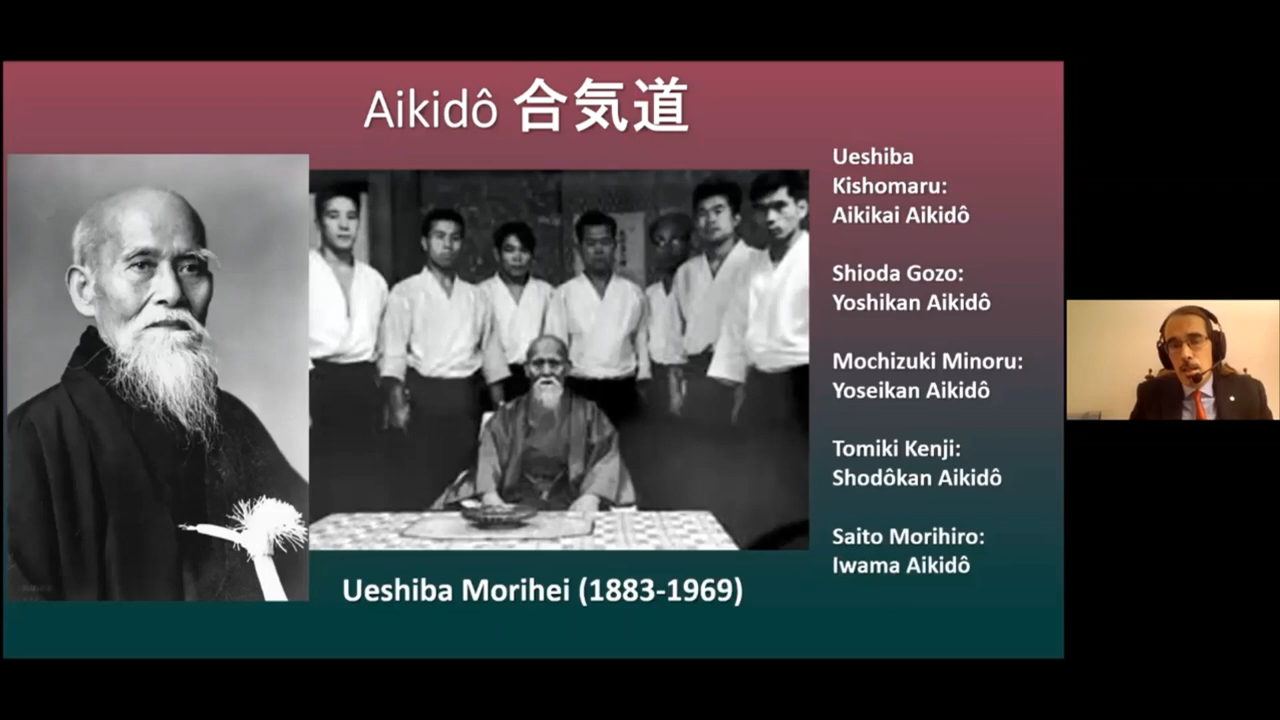 Aikidô 合気道
Ueshiba
Kishomaru:
Aikikai Aikidô
Shioda Gozo:
Yoshikan Aikidô
Mochizuki Minoru:
Yoseikan Aikidô
Tomiki Kenji:
Shodôkan Aikidô
Saito Morihiro:
Iwama Aikidô
Ueshiba Morihei (1883-1969)